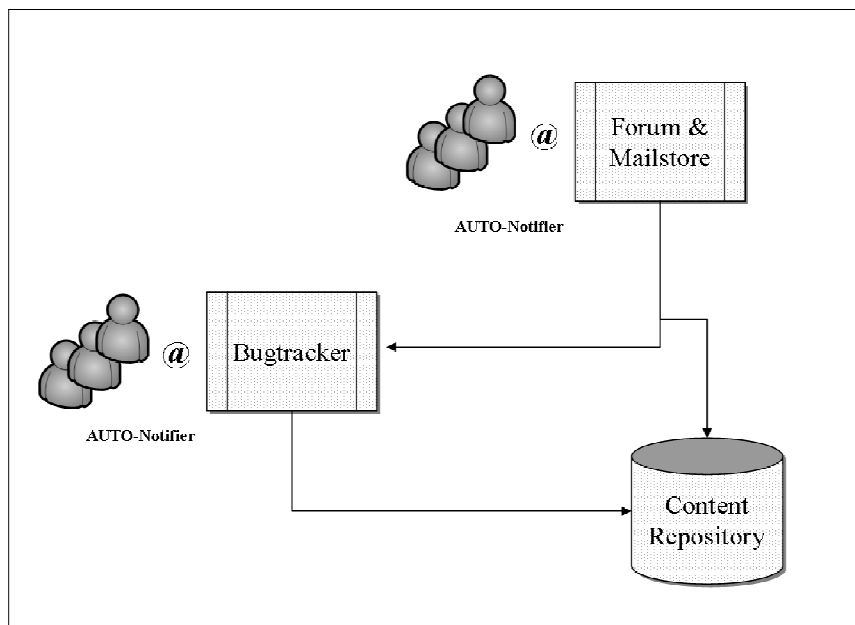 @
Forum &
Mailstore
AUTO-Notifier
@
Bugtracker
AUTO-Notifier
Content
Repository